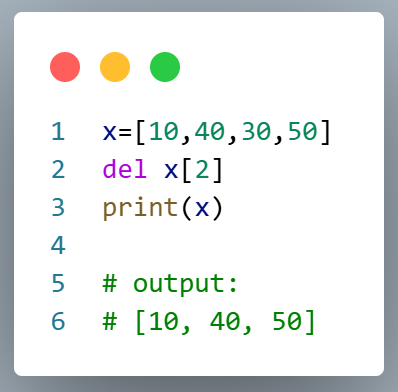 1 x=[10,40,30,50]
2 del x[2]
3 print(x)
4
5 # output:
6 # [10, 40, 50]